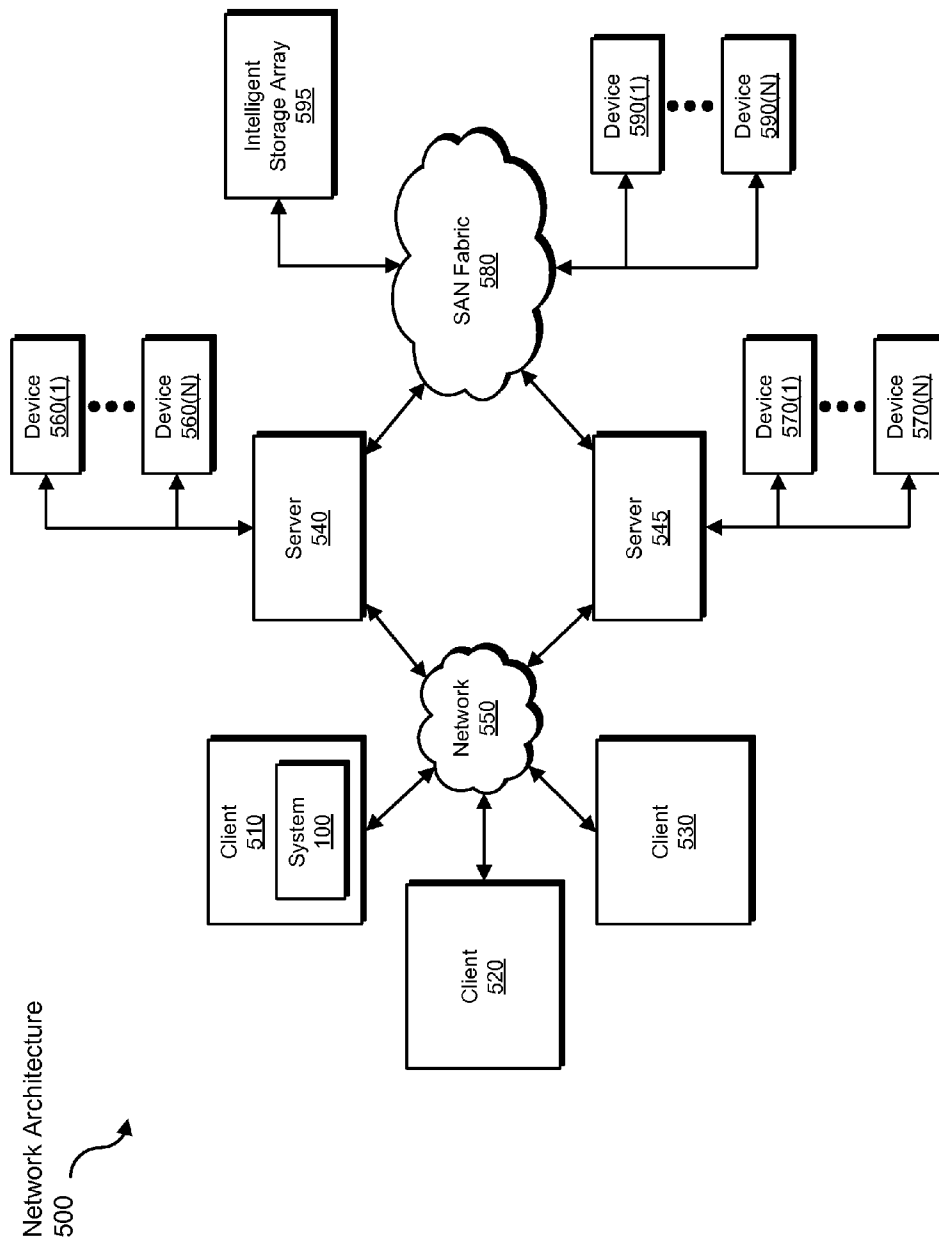 Network Architecture
500
Client
510
System
100
Client
520
Client
530
Network
550
Server
540
Server
545
Device
560(1)
Device
560(N)
Device
570(1)
Device
570(N)
SAN Fabric
580
Intelligent
Storage Array
595
Device
590(1)
Device
590(N)